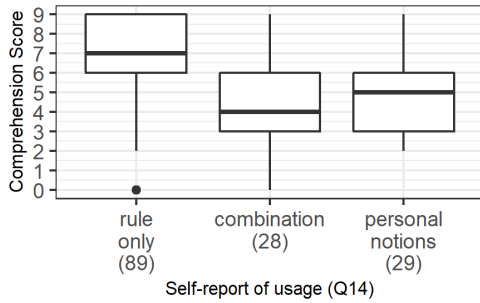 Comprehension Score
9
8
7
6
5
4
3
2
1
0
rule only (89)
combination (28)
personal notions (29)
Self-report of usage (Q14)